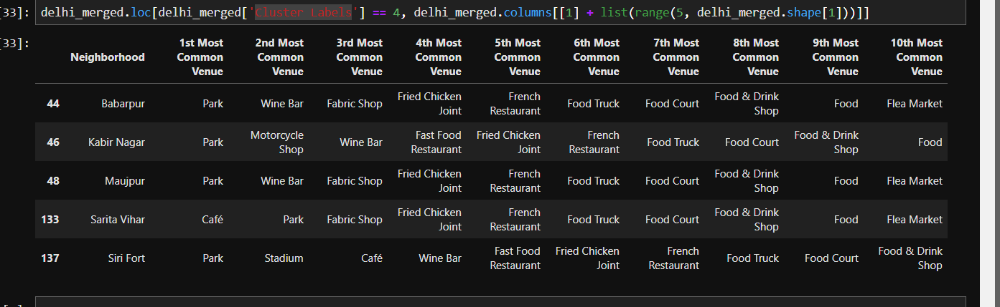 [33]: delhi_merged.loc[delhi_merged['Cluster Labels'] == 4, delhi_merged.columns[[1] + list(range(5, delhi_merged.shape[1]))]]
[33]:
Neighborhood 1st Most Common Venue 2nd Most Common Venue 3rd Most Common Venue 4th Most Common Venue 5th Most Common Venue 6th Most Common Venue 7th Most Common Venue 8th Most Common Venue 9th Most Common Venue 10th Most Common Venue
44 Babarpur Park Wine Bar Fabric Shop Fried Chicken Joint French Restaurant Food Truck Food Court Food & Drink Shop Food Flea Market
46 Kabir Nagar Park Motorcycle Shop Wine Bar Fast Food Restaurant Fried Chicken Joint French Restaurant Food Truck Food Court Food & Drink Shop Food
48 Maujpur Park Wine Bar Fabric Shop Fried Chicken Joint French Restaurant Food Truck Food Court Food & Drink Shop Food Flea Market
133 Sarita Vihar Café Park Fabric Shop Fried Chicken Joint French Restaurant Food Truck Food Court Food & Drink Shop Food Flea Market
137 Siri Fort Park Stadium Café Wine Bar Fast Food Restaurant Fried Chicken Joint French Restaurant Food Truck Food Court Food & Drink Shop